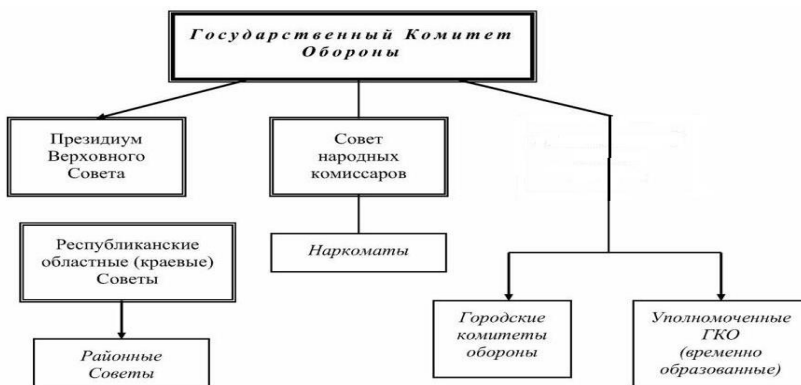 Государственный Комитет
Обороны
Президиум
Верховного
Совета
Совет
народных
комиссаров
Республиканские
областные (краевые)
Советы
Наркоматы
Районные
Советы
Городские
комитеты
обороны
Уполномоченные
ГКО
(временно
образованные)